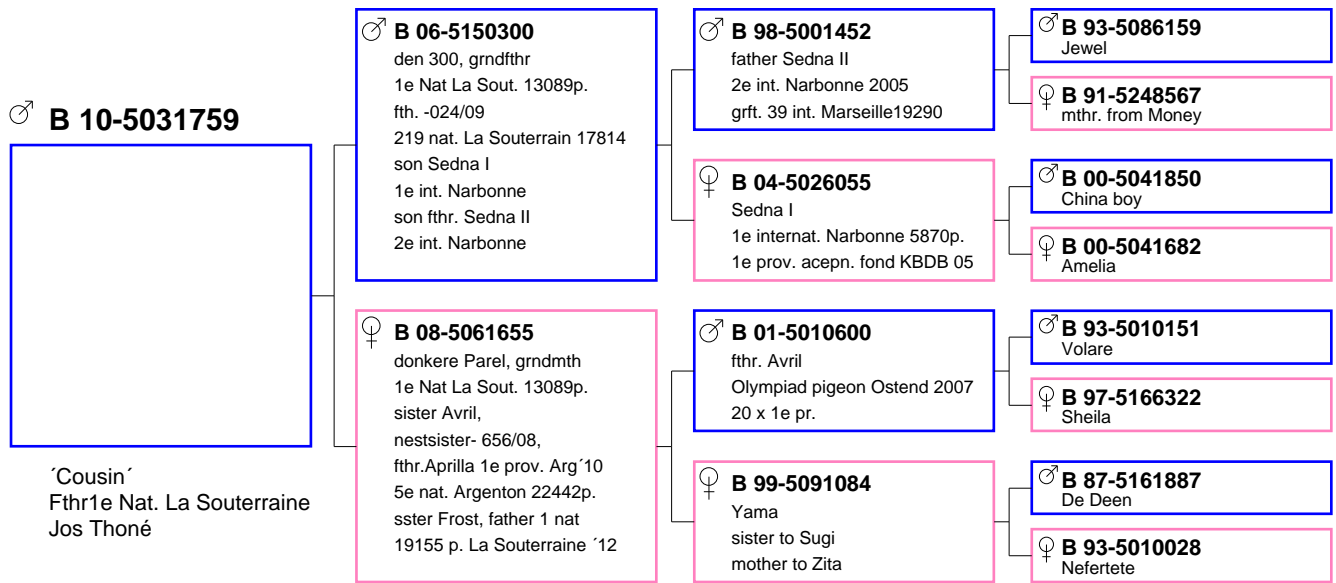 B 10-5031759
´Cousin´
Fthr1e Nat. La Souterraine
Jos Thoné
B 06-5150300
den 300, grndfthr
1e Nat La Sout. 13089p.
fth. -024/09
219 nat. La Souterrain 17814
son Sedna I
1e int. Narbonne
son fthr. Sedna II
2e int. Narbonne
B 08-5061655
donkere Parel, grndmth
1e Nat La Sout. 13089p.
sister Avril,
nestsister- 656/08,
fthr.Aprilla 1e prov. Arg´10
5e nat. Argenton 22442p.
sster Frost, father 1 nat
19155 p. La Souterraine ´12
B 98-5001452
father Sedna II
2e int. Narbonne 2005
grft. 39 int. Marseille19290
B 04-5026055
Sedna I
1e internat. Narbonne 5870p.
1e prov. acepn. fond KBDB 05
B 01-5010600
fthr. Avril
Olympiad pigeon Ostend 2007
20 x 1e pr.
B 99-5091084
Yama
sister to Sugi
mother to Zita
B 93-5086159
Jewel
B 91-5248567
mthr. from Money
B 00-5041850
China boy
B 00-5041682
Amelia
B 93-5010151
Volare
B 97-5166322
Sheila
B 87-5161887
De Deen
B 93-5010028
Nefertete